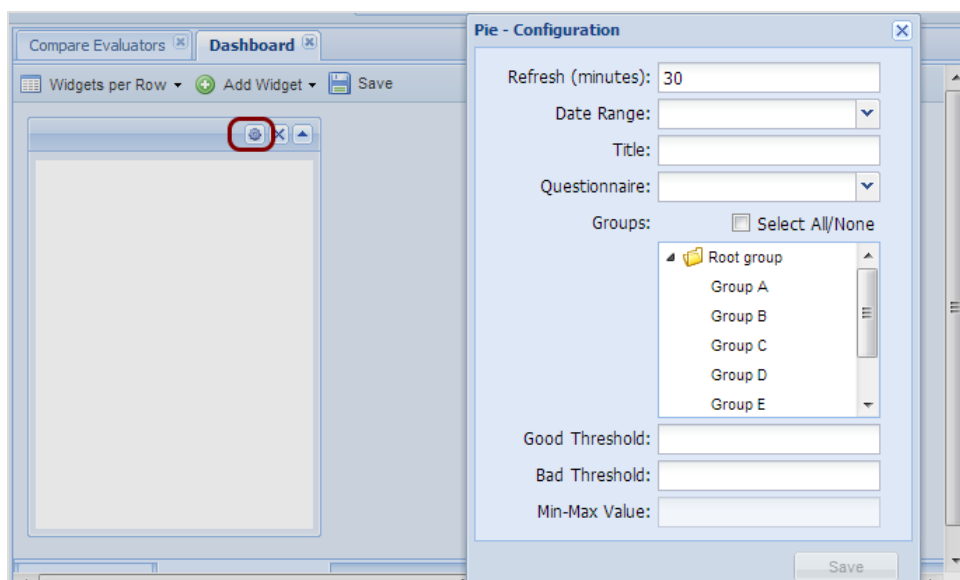 Pie - Configuration
Compare Evaluators Dashboard
Widgets per Row Add Widget Save
Refresh (minutes): 30
Date Range:
Title:
Questionnaire:
Groups: Select All/None
Root group
Group A
Group B
Group C
Group D
Group E
Good Threshold:
Bad Threshold:
Min-Max Value:
Save